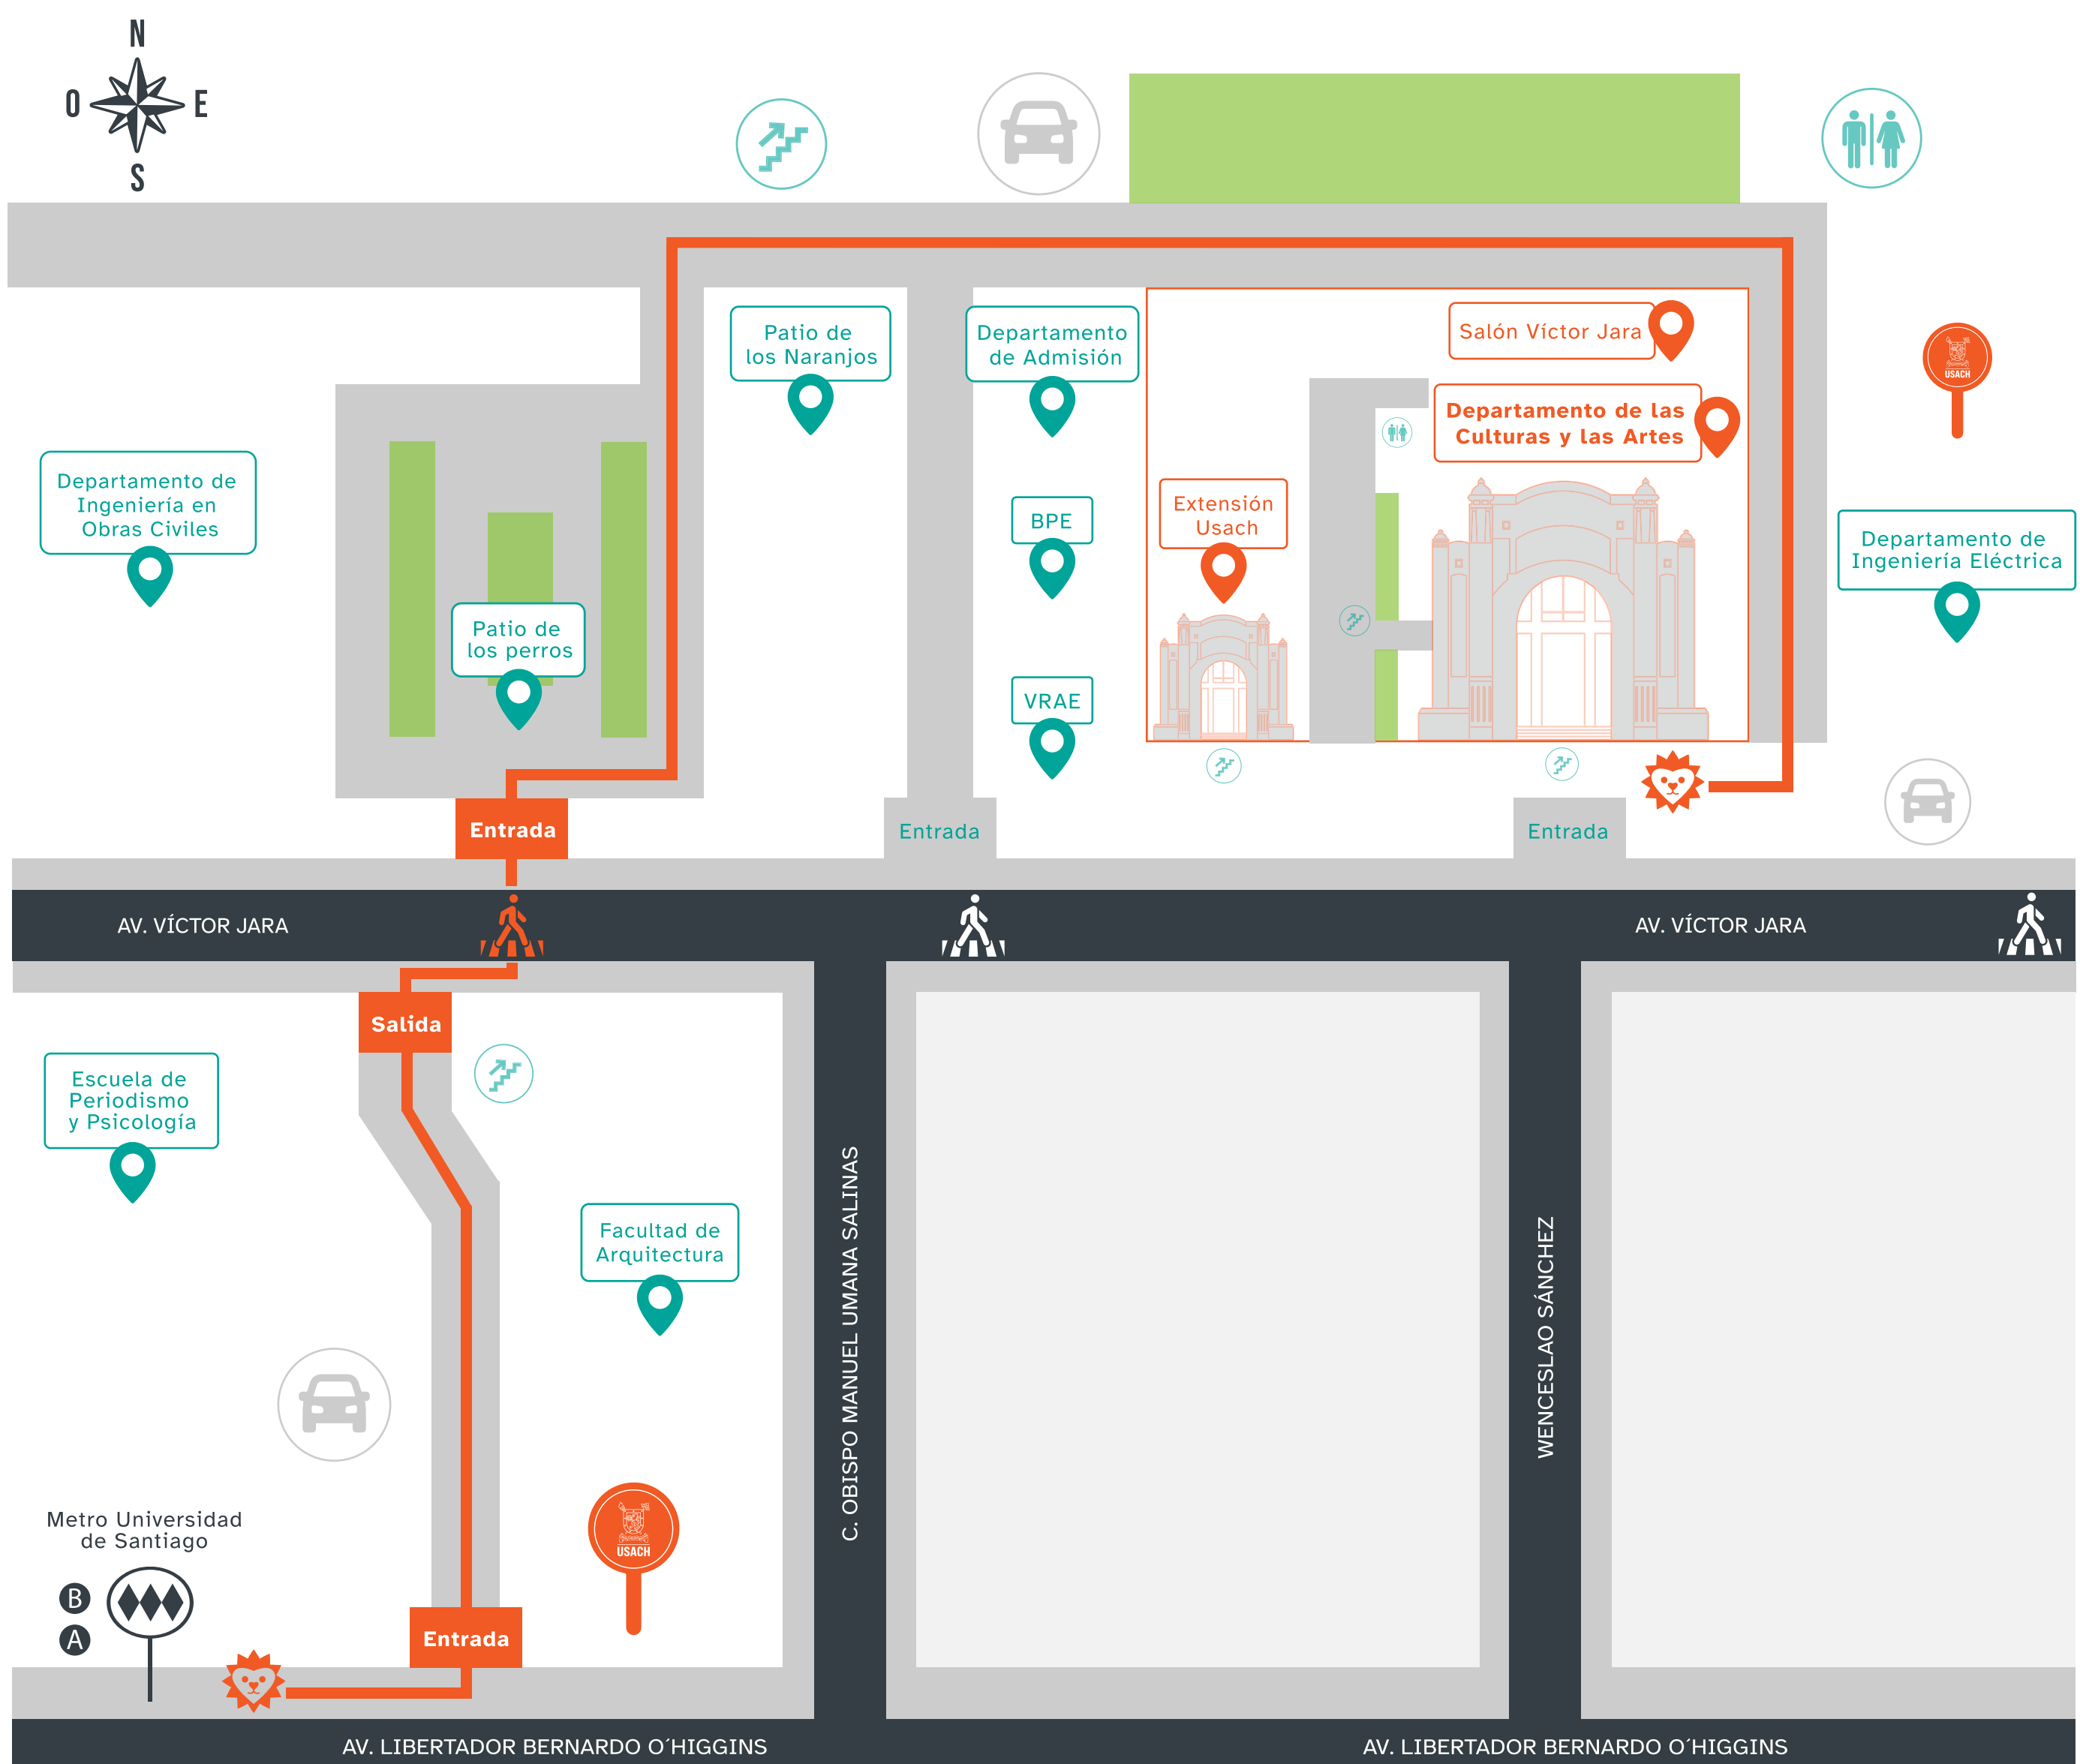 N
O
E
S
Patio de
los Naranjos
Departamento
de Admisión
Salón Víctor Jara
USACH
Departamento de las
Culturas y las Artes
Departamento de
Ingeniería en
Obras Civiles
Extensión
Usach
BPE
Departamento de
Ingeniería Eléctrica
Patio de
los perros
VRAE
Entrada
Entrada
Entrada
AV. VÍCTOR JARA
AV. VÍCTOR JARA
Salida
Escuela de
Periodismo
y Psicología
Facultad de
Arquitectura
C. OBISPO MANUEL UMANA SALINAS
WENCESLAO SÁNCHEZ
Metro Universidad
de Santiago
B
A
USACH
Entrada
AV. LIBERTADOR BERNARDO O´HIGGINS
AV. LIBERTADOR BERNARDO O´HIGGINS